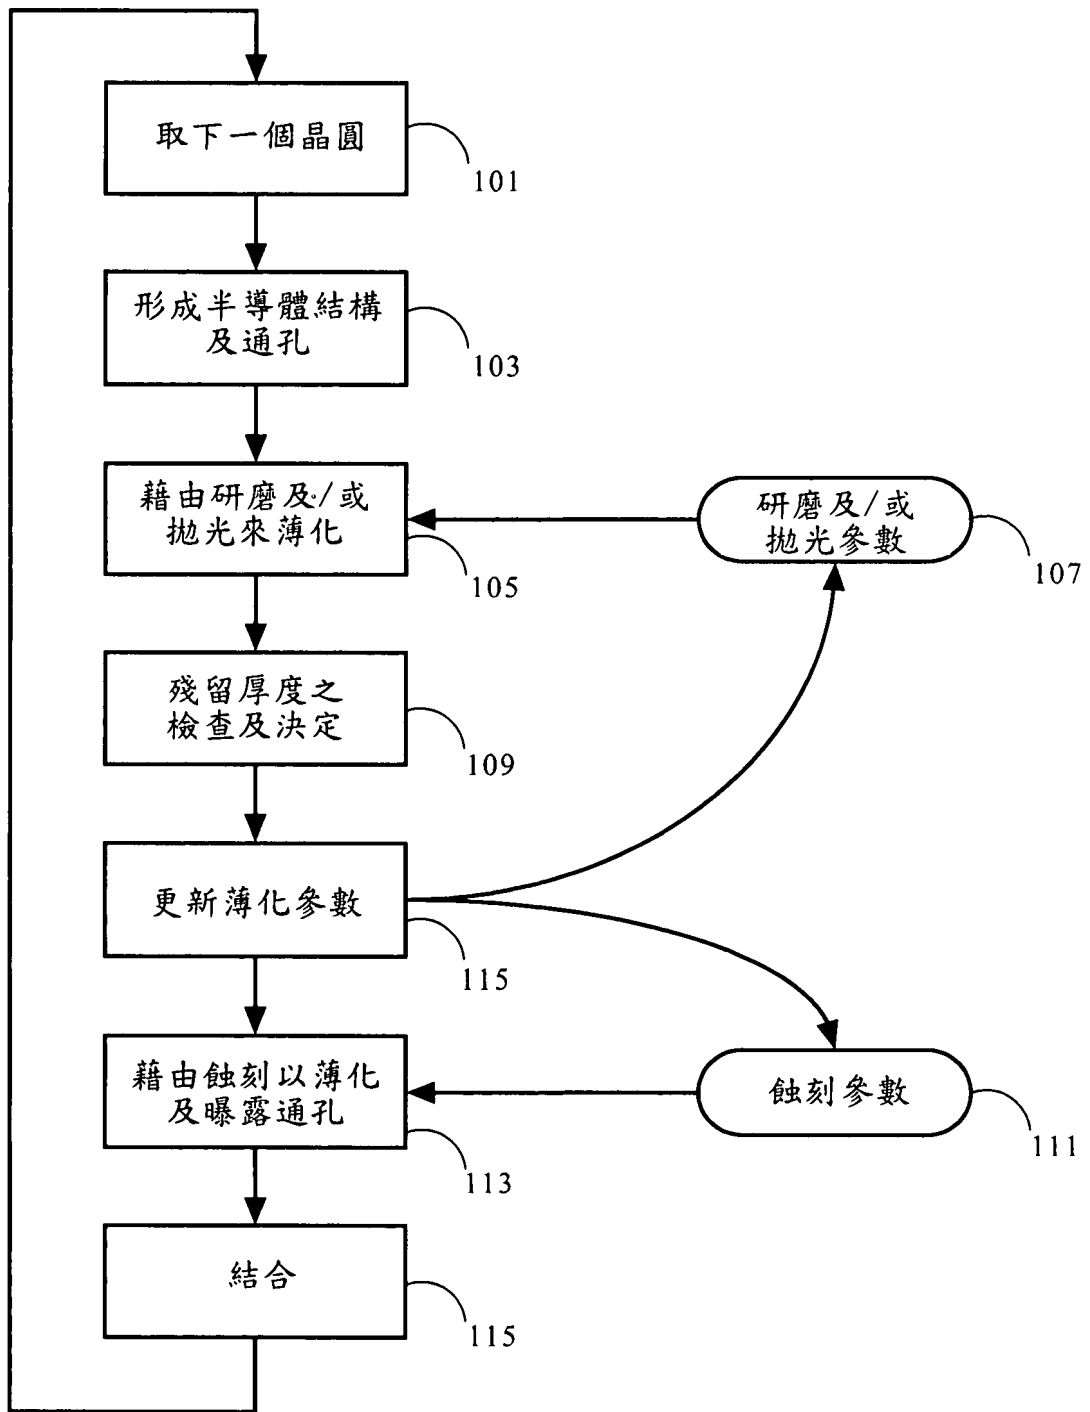 取下一個晶圓
101
形成半導體結構
及通孔
103
藉由研磨及/或
拋光來薄化
105
研磨及/或
拋光參數
107
殘留厚度之
檢查及決定
109
更新薄化參數
115
藉由蝕刻以薄化
及曝露通孔
113
蝕刻參數
111
結合
115